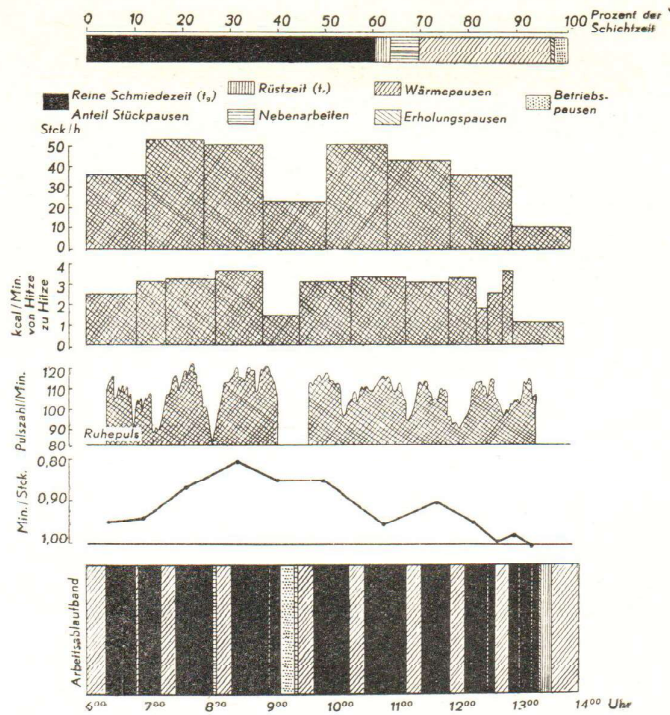 0 10 20 30 40 50 60 70 80 90 100 Prozent der
Schichtzeit
Reine Schmiedezeit (t₉) Rüstzeit (tᵣ) Wärmepausen Betriebs-
Anteil Stückpausen Nebenarbeiten Erholungspausen pausen
Stck/h
50
40
30
20
10
0
kcal/Min.
von Hitze
zu Hitze
4
3
2
1
0
Pulszahl/Min.
120
110
100
90
80
Ruhepuls
Min./Stck.
0,80
0,90
1,00
Arbeitsablaufband
6⁰⁰ 7⁰⁰ 8⁰⁰ 9⁰⁰ 10⁰⁰ 11⁰⁰ 12⁰⁰ 13⁰⁰ 14⁰⁰ Uhr